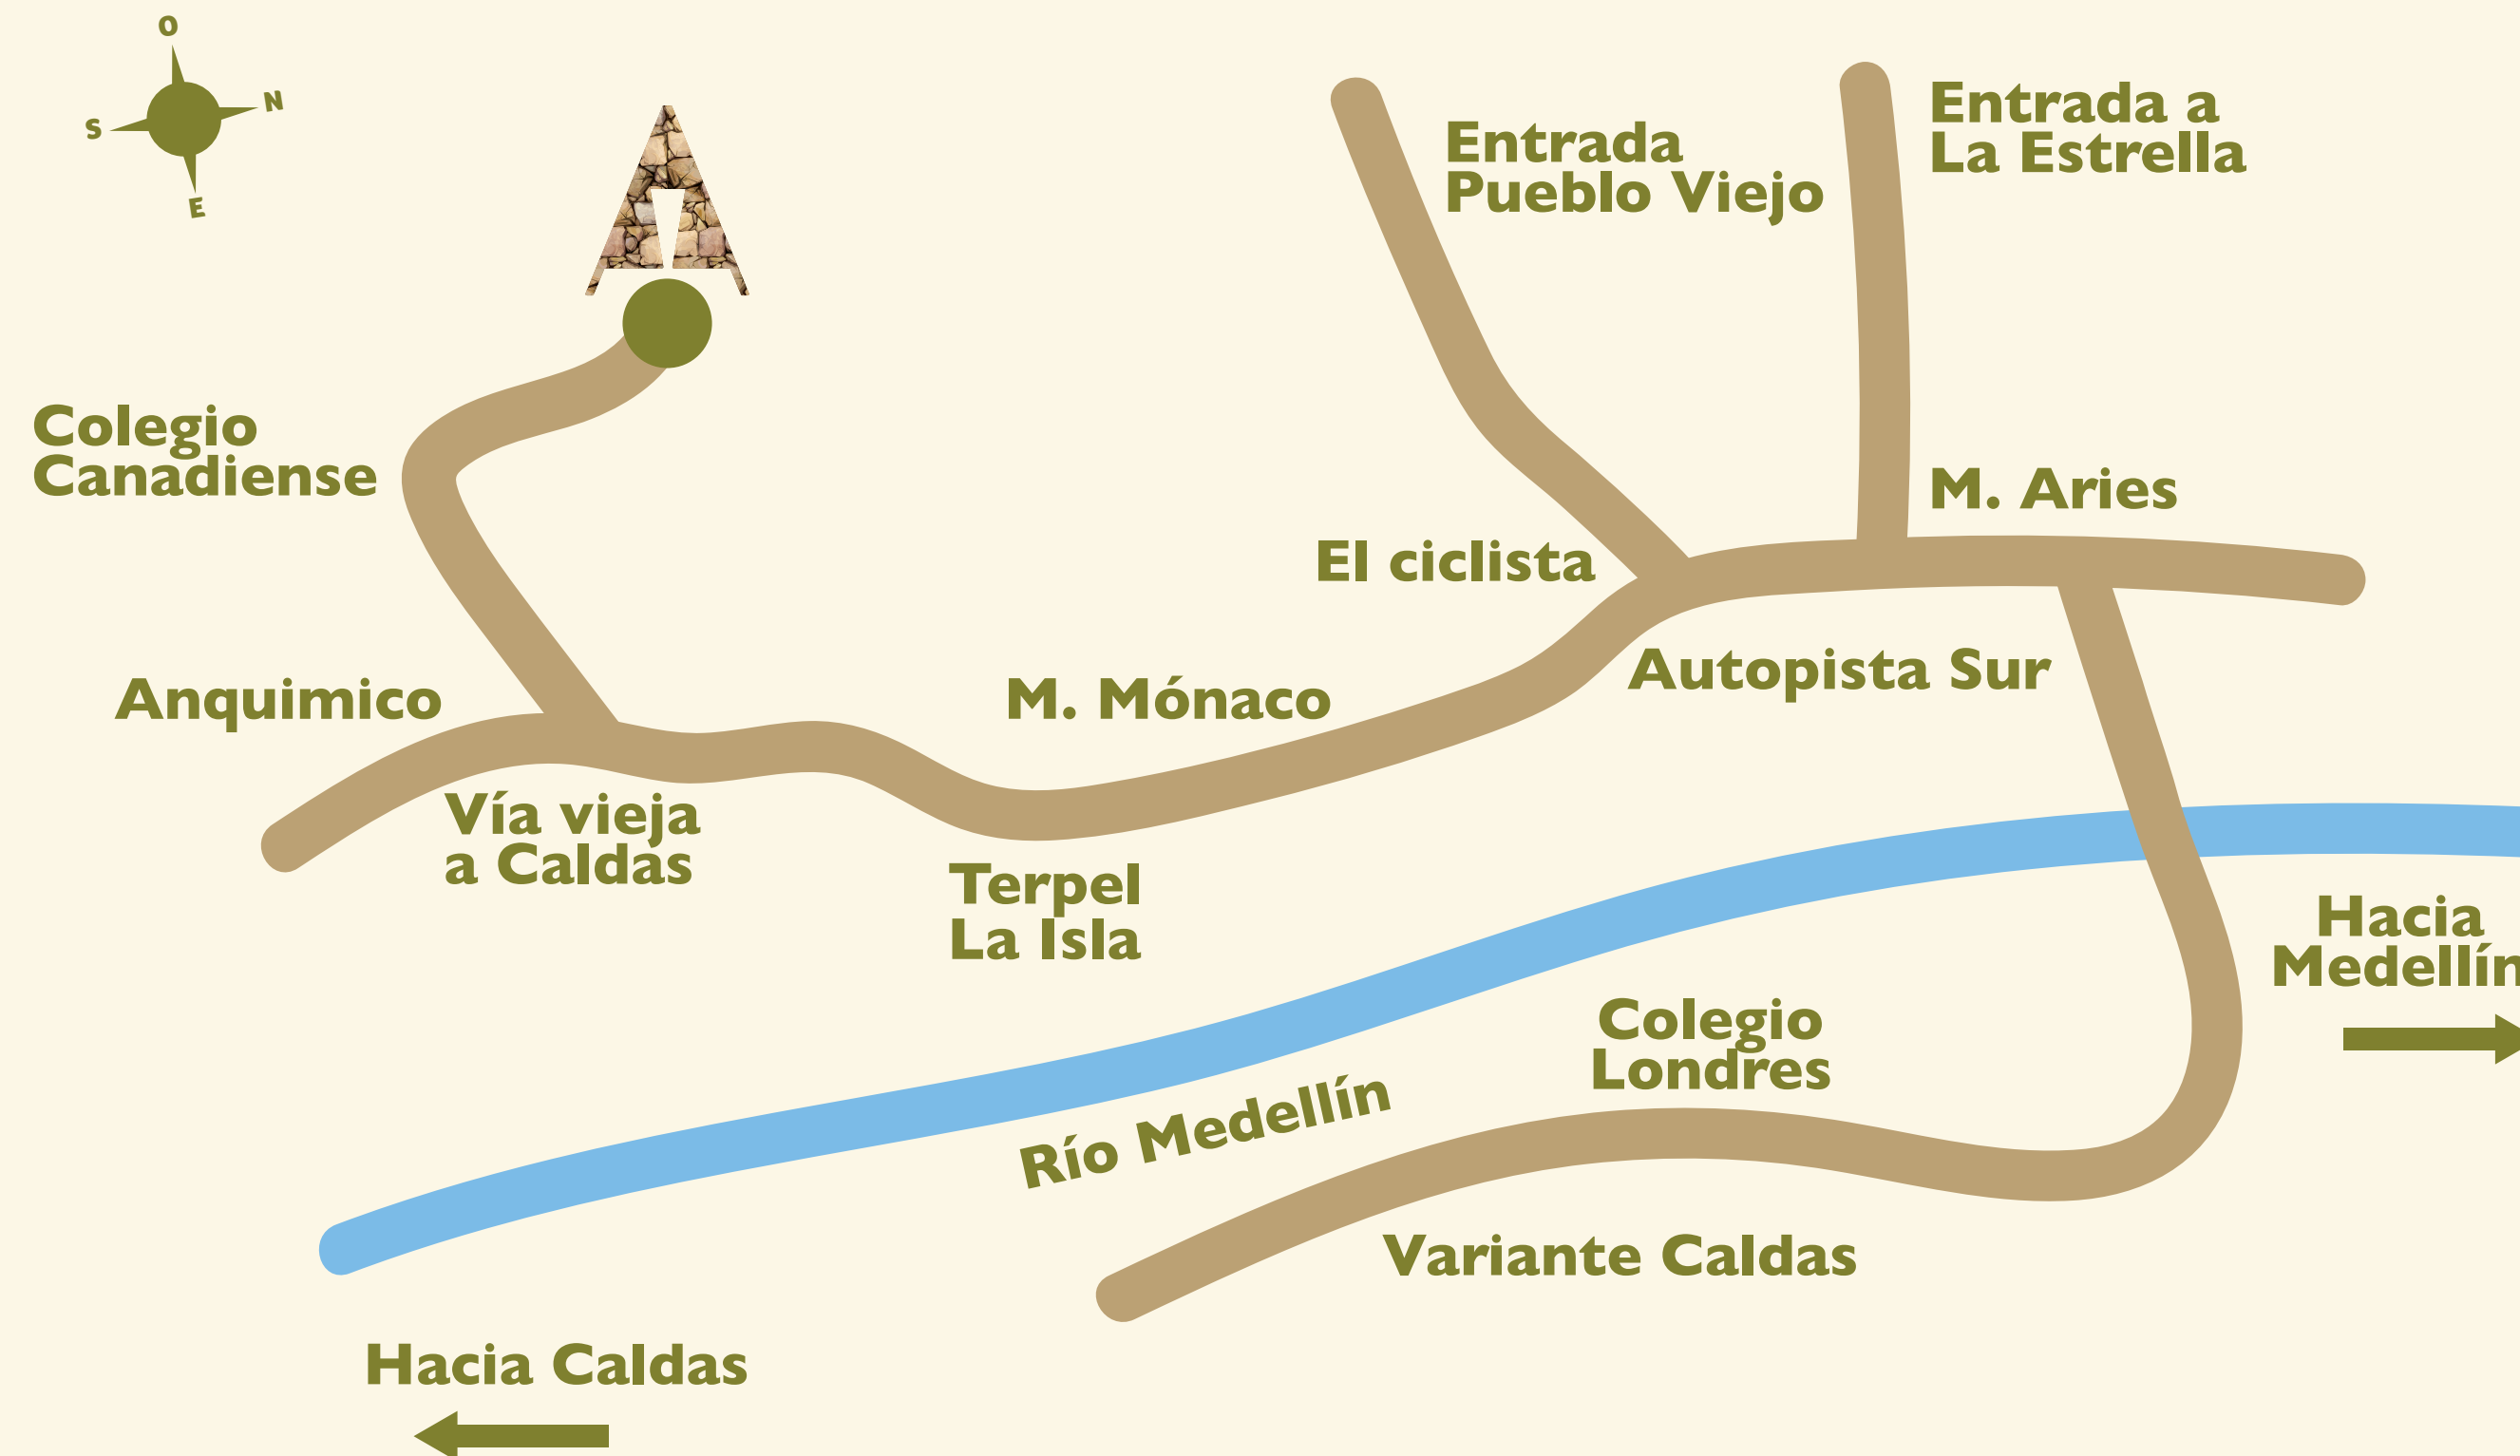 O
N
S
E
Entrada
Pueblo Viejo
Entrada a
La Estrella
Colegio
Canadiense
M. Aries
El ciclista
Anquimico
M. Mónaco
Autopista Sur
Vía vieja
a Caldas
Terpel
La Isla
Hacia
Medellín
Colegio
Londres
Río Medellín
Variante Caldas
Hacia Caldas